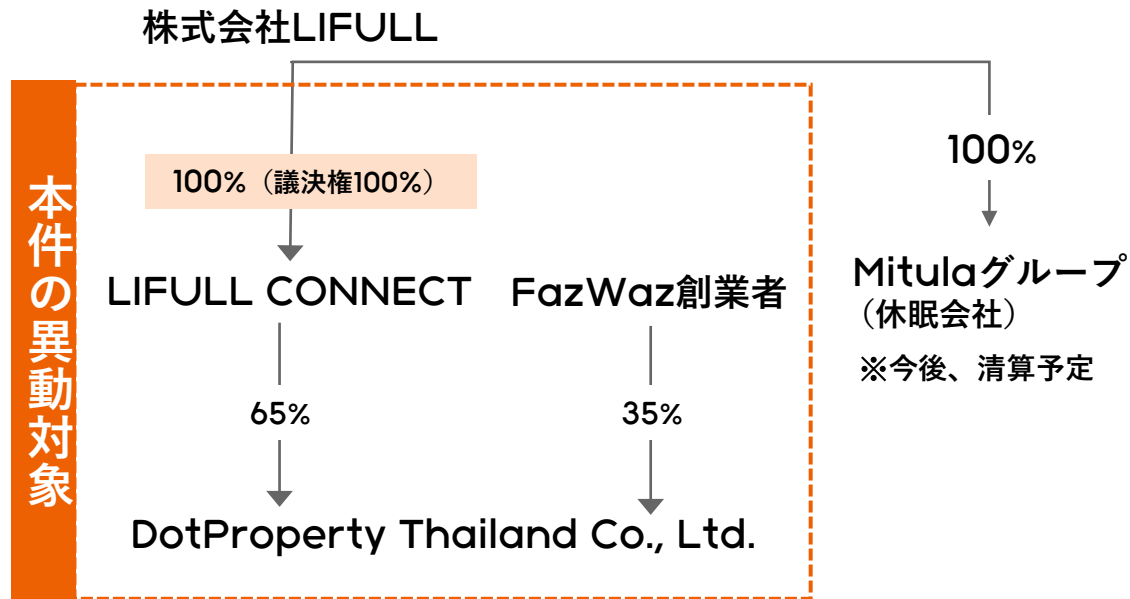 株式会社LIFULL
本件の異動対象
100%（議決権100%）
100%
LIFULL CONNECT
FazWaz創業者
Mitulaグループ
（休眠会社）
※今後、清算予定
65%
35%
DotProperty Thailand Co., Ltd.